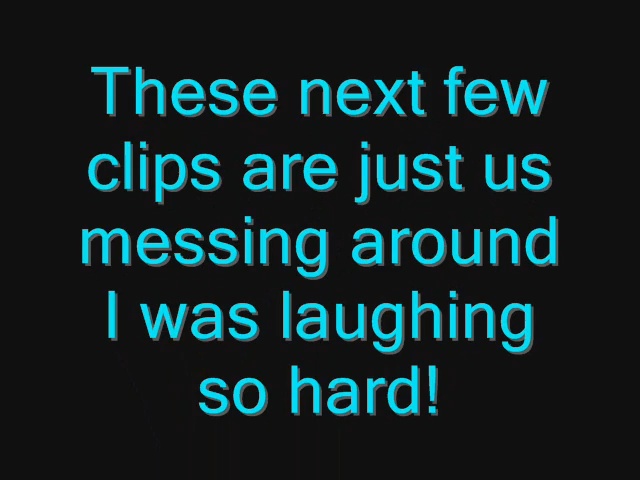 These next few
clips are just us
messing around
I was laughing
so hard!